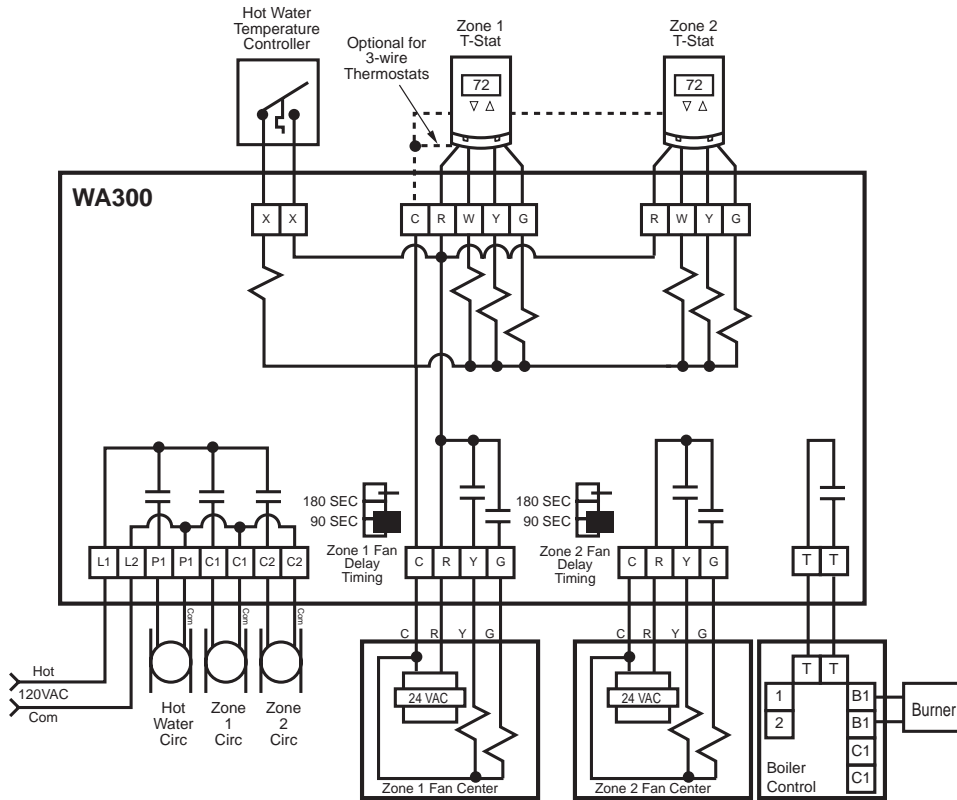 Hot Water
Temperature
Controller
Optional for
3-wire
Thermostats
Zone 1
T-Stat
Zone 2
T-Stat
72
72
WA300
X X
C R W Y G
R W Y G
180 SEC
90 SEC
Zone 1 Fan
Delay
Timing
180 SEC
90 SEC
Zone 2 Fan
Delay
Timing
L1 L2 P1 P1 C1 C1 C2 C2
C R Y G
C R Y G
T T
Com
Com
Com
Hot
120VAC
Com
Hot
Water
Circ
Zone
1
Circ
Zone
2
Circ
C R Y G
24 VAC
Zone 1 Fan Center
C R Y G
24 VAC
Zone 2 Fan Center
T T
1
2
B1
B1
C1
C1
Boiler
Control
Burner